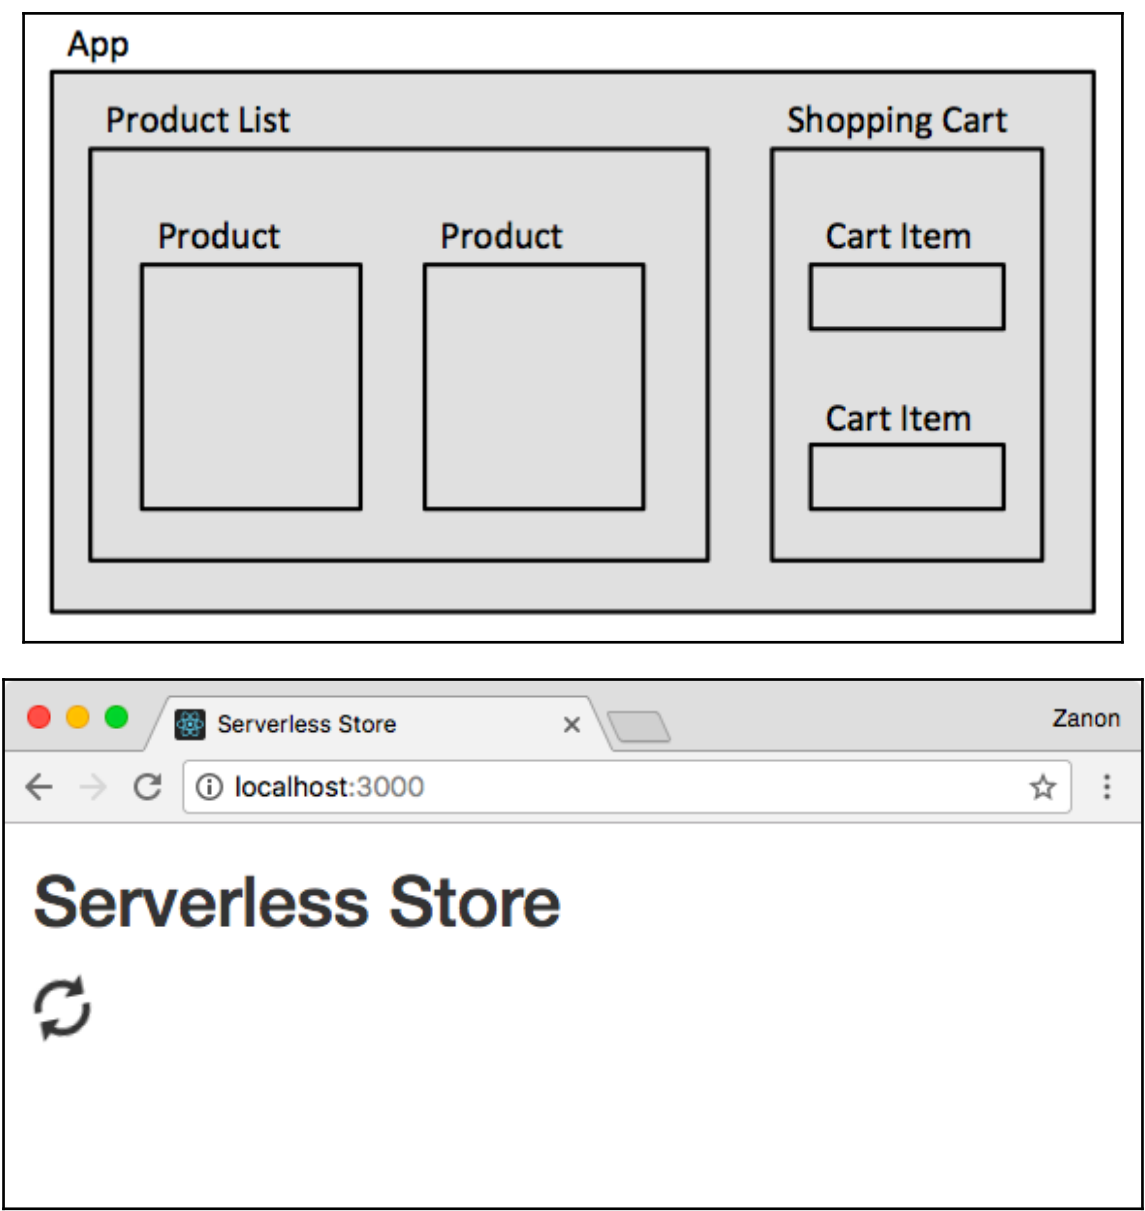 App
Product List Shopping Cart
Product Product Cart Item
Cart Item
Serverless Store Zanon
localhost:3000
Serverless Store